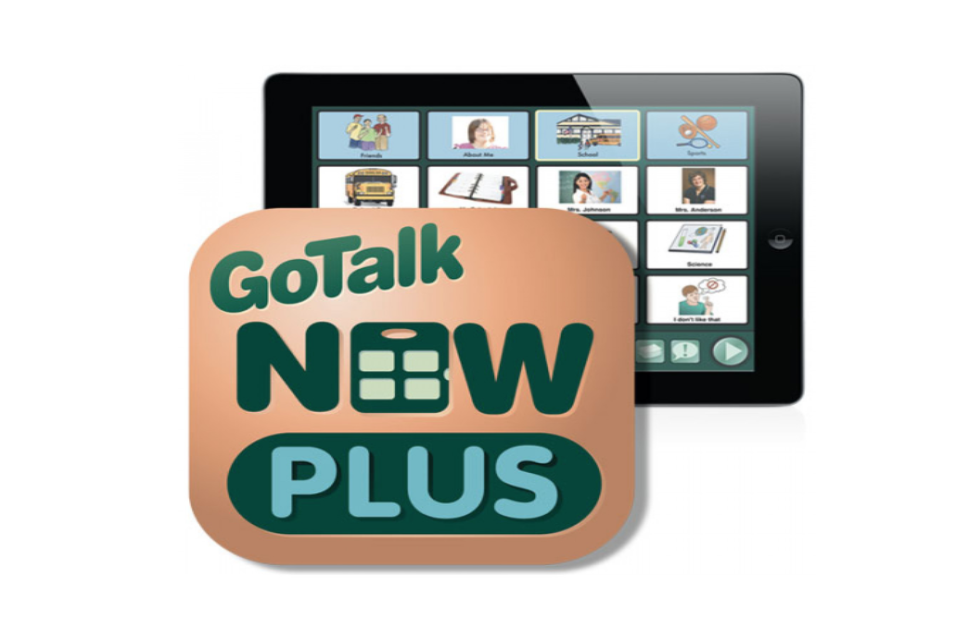 Friends
About Me
School
Sports
Mrs. Johnson
Mrs. Anderson
Science
I don't like that
GoTalk
NOW
PLUS